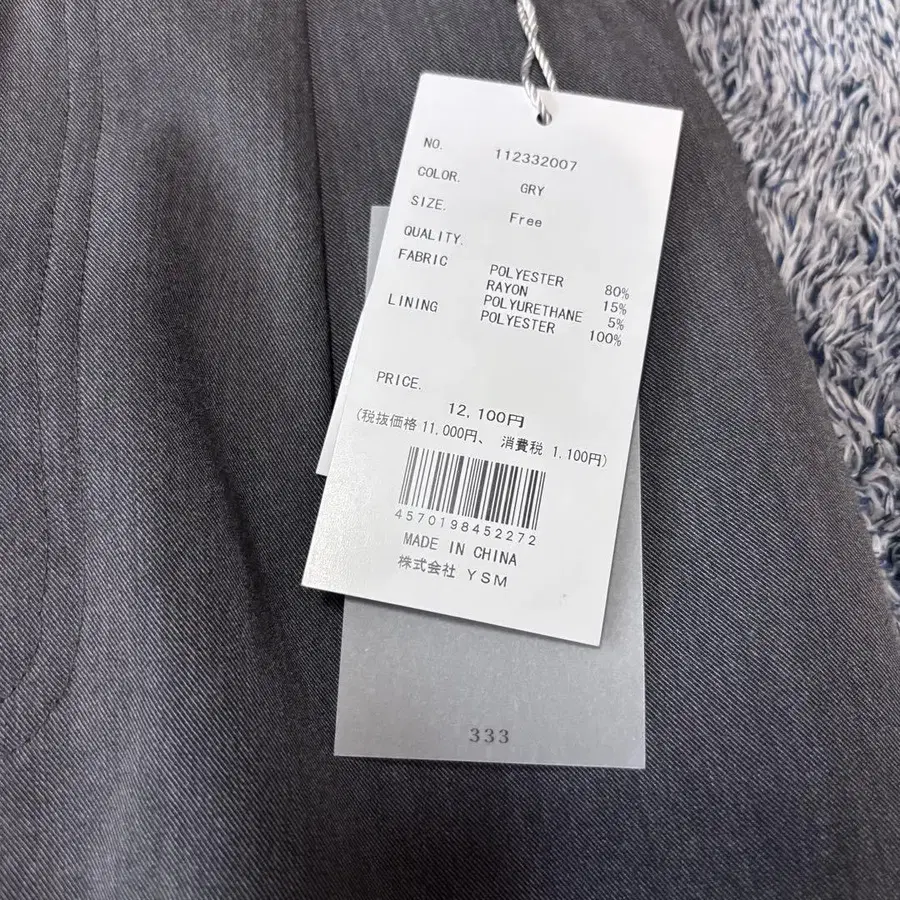 NO. 112332007
COLOR. GRY
SIZE. Free
QUALITY.
FABRIC POLYESTER 80%
RAYON 15%
POLYURETHANE 5%
LINING POLYESTER 100%
PRICE.
12,100円
(税抜価格 11,000円、 消費税 1,100円)
4570198452272
MADE IN CHINA
株式会社 YSM
333